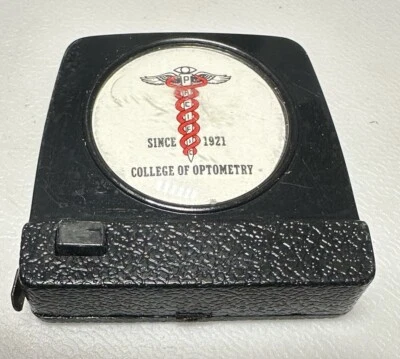 P
SINCE 1921
COLLEGE OF OPTOMETRY